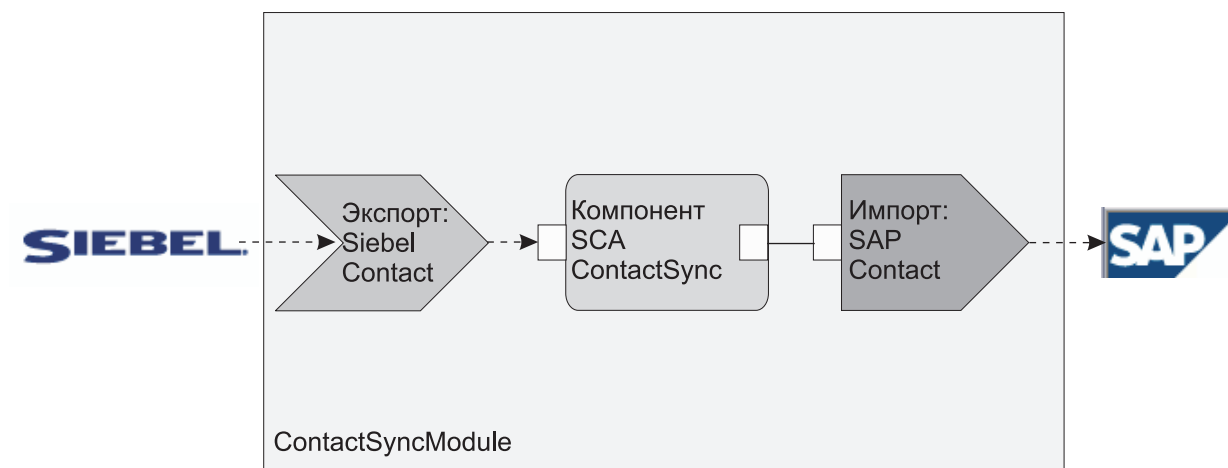 SIEBEL.
Экспорт:
Siebel
Contact
Компонент
SCA
ContactSync
Импорт:
SAP
Contact
SAP
ContactSyncModule